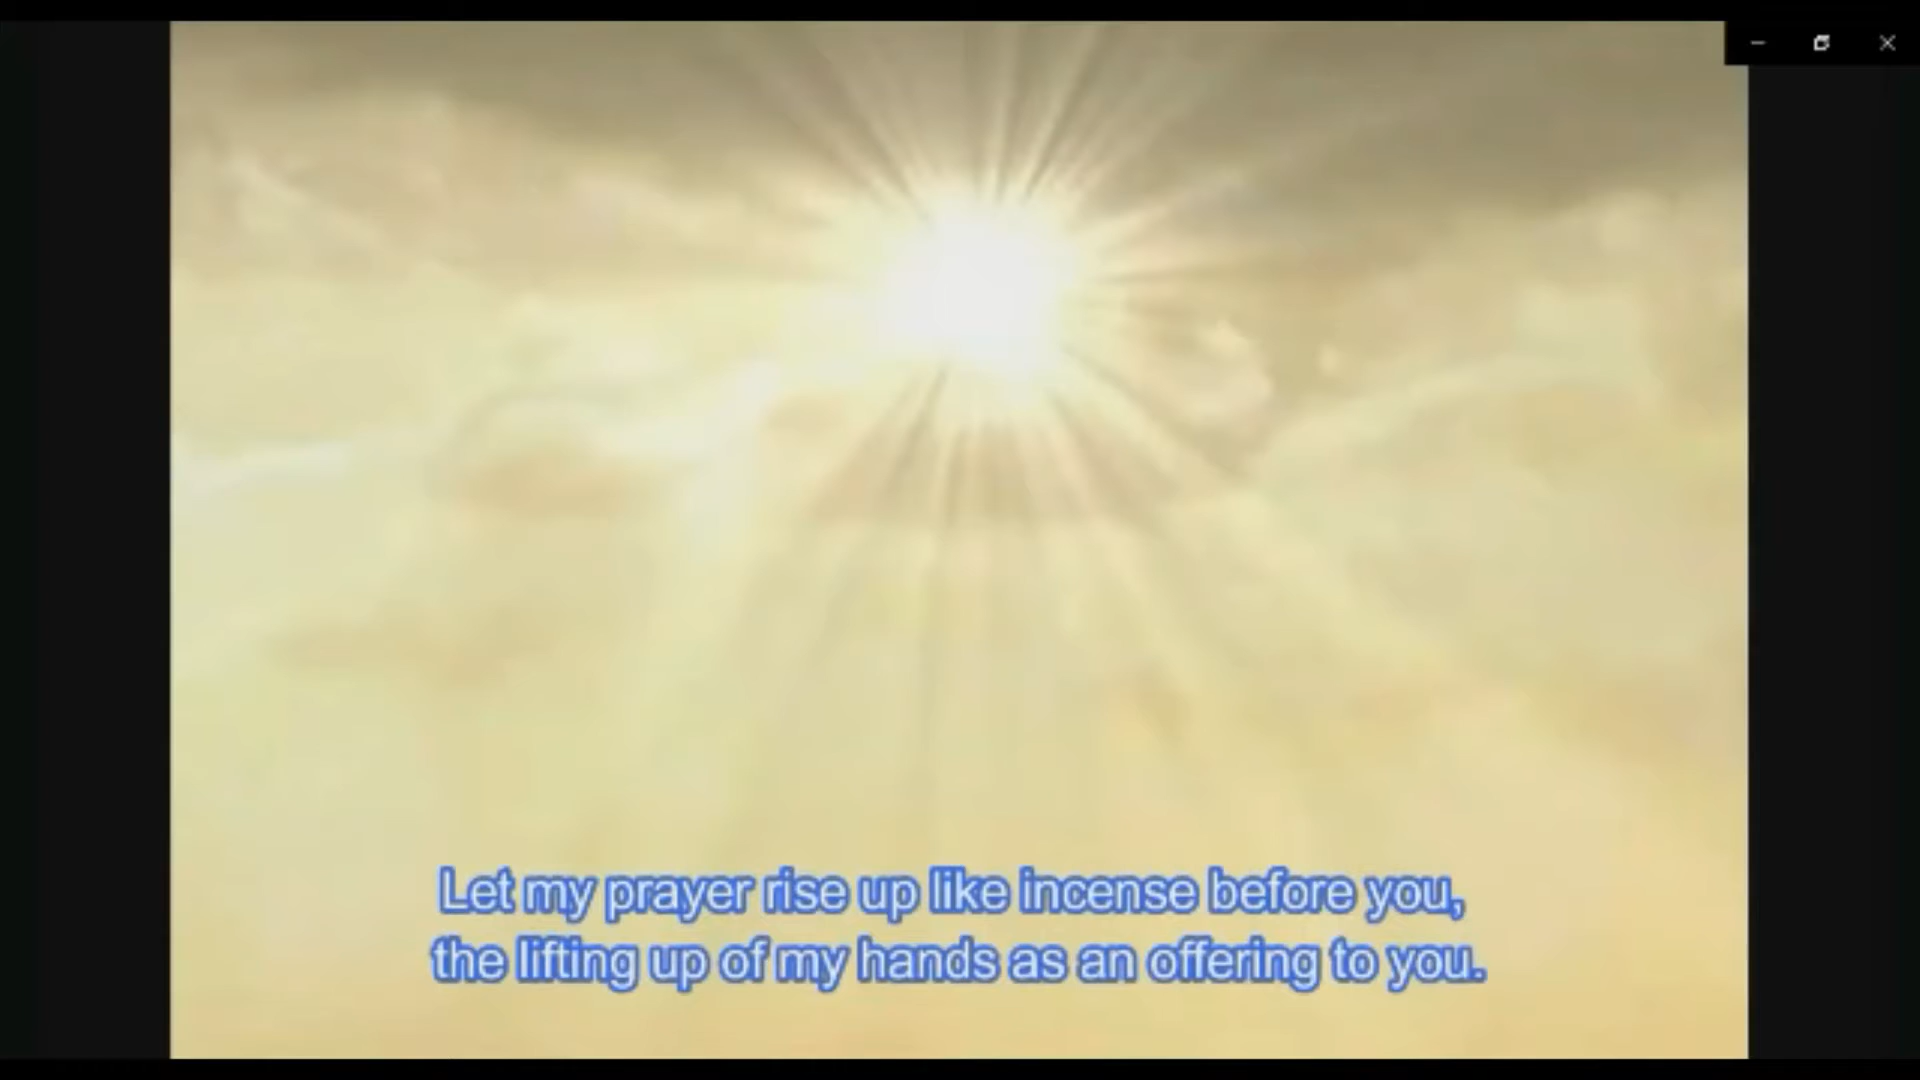 Let my prayer rise up like incense before you,
the lifting up of my hands as an offering to you.